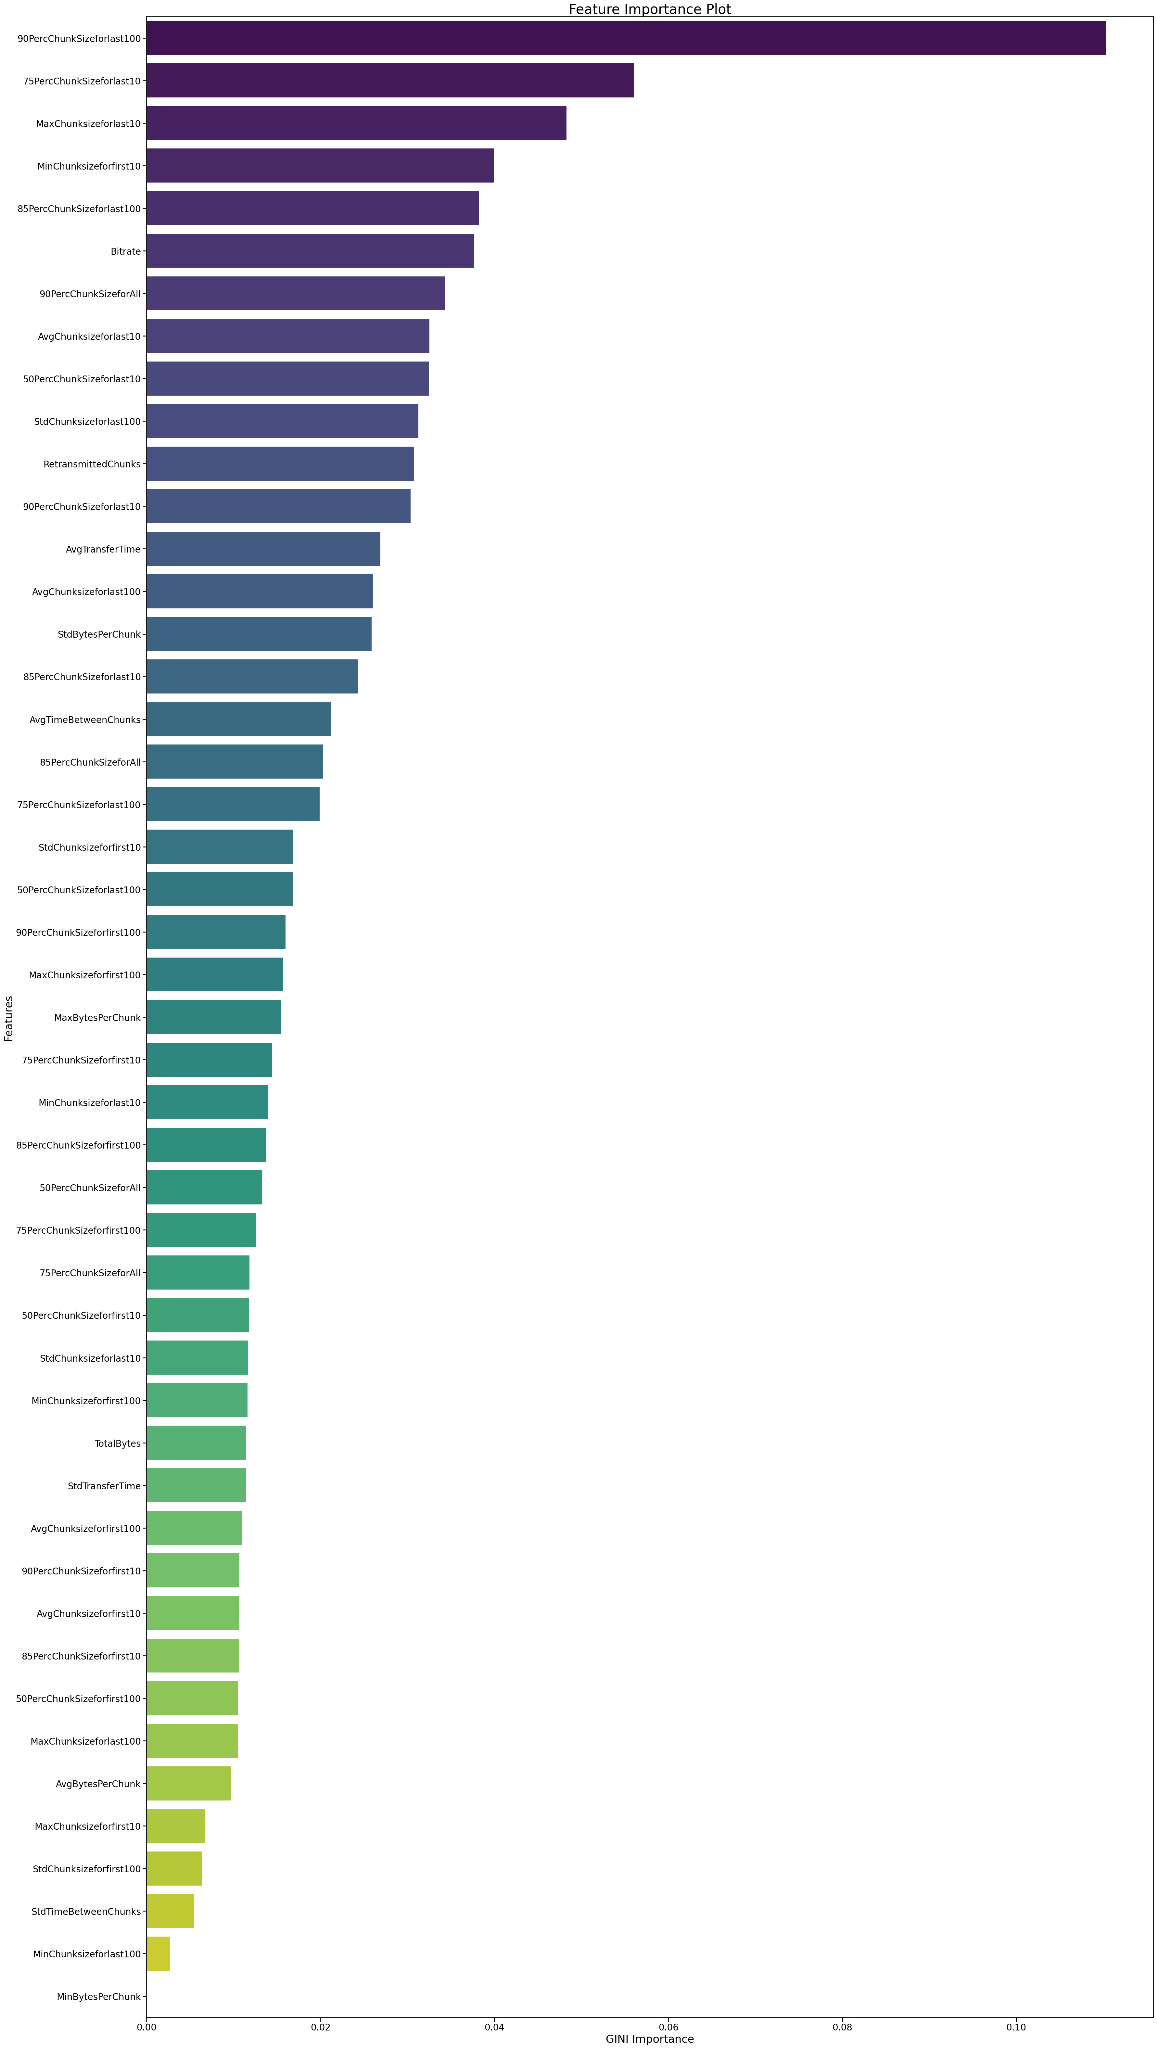 Feature Importance Plot
90PercChunkSizeforlast100
75PercChunkSizeforlast10
MaxChunksizeforlast10
MinChunksizeforfirst10
85PercChunkSizeforlast100
Bitrate
90PercChunkSizeforAll
AvgChunksizeforlast10
50PercChunkSizeforlast10
StdChunksizeforlast100
RetransmittedChunks
90PercChunkSizeforlast10
AvgTransferTime
AvgChunksizeforlast100
StdBytesPerChunk
85PercChunkSizeforlast10
AvgTimeBetweenChunks
85PercChunkSizeforAll
75PercChunkSizeforlast100
StdChunksizeforfirst10
50PercChunkSizeforlast100
90PercChunkSizeforfirst100
MaxChunksizeforfirst100
MaxBytesPerChunk
75PercChunkSizeforfirst10
MinChunksizeforlast10
85PercChunkSizeforfirst100
50PercChunkSizeforAll
75PercChunkSizeforfirst100
75PercChunkSizeforAll
50PercChunkSizeforfirst10
StdChunksizeforlast10
MinChunksizeforfirst100
TotalBytes
StdTransferTime
AvgChunksizeforfirst100
90PercChunkSizeforfirst10
AvgChunksizeforfirst10
85PercChunkSizeforfirst10
50PercChunkSizeforfirst100
MaxChunksizeforlast100
AvgBytesPerChunk
MaxChunksizeforfirst10
StdChunksizeforfirst100
StdTimeBetweenChunks
MinChunksizeforlast100
MinBytesPerChunk
Features
0.00 0.02 0.04 0.06 0.08 0.10
GINI Importance